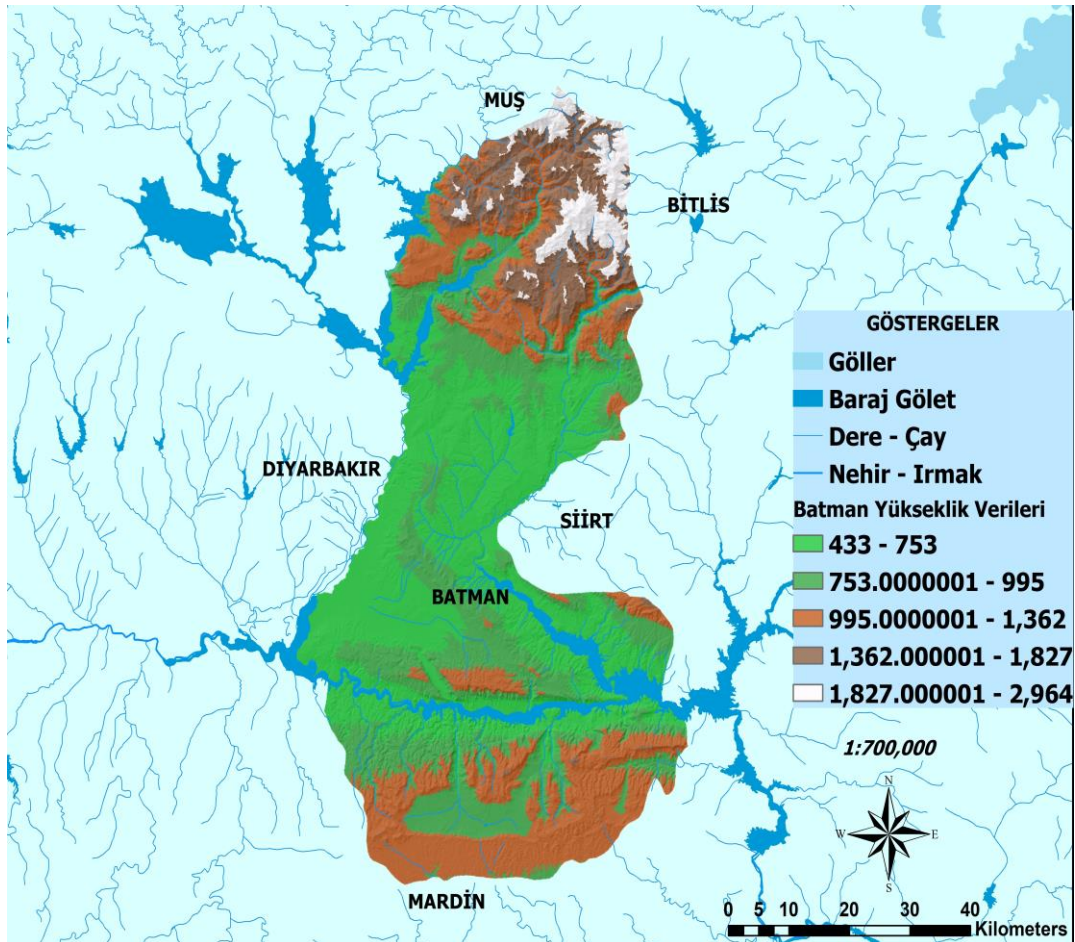 MUŞ
BİTLİS
GÖSTERGELER
Göller
Baraj Gölet
Dere - Çay
Nehir - Irmak
Batman Yükseklik Verileri
433 - 753
753.0000001 - 995
995.0000001 - 1,362
1,362.000001 - 1,827
1,827.000001 - 2,964
DIYARBAKIR
SİİRT
BATMAN
MARDİN
1:700,000
N
W E
S
0 5 10 20 30 40
Kilometers